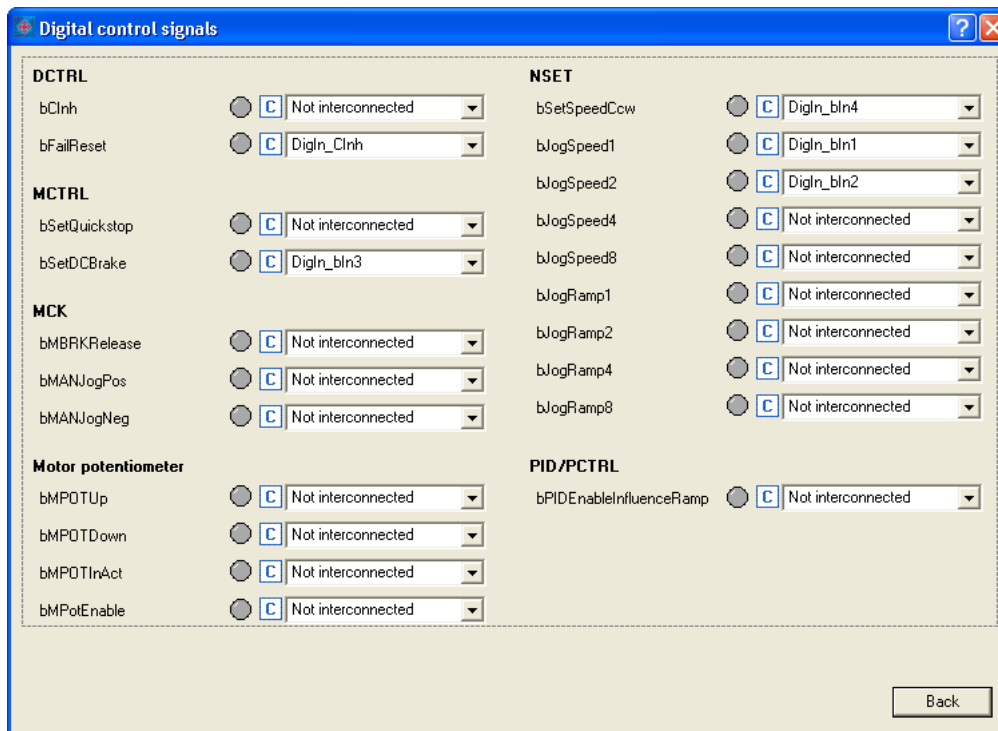 Digital control signals
?
DCTRL
bCInh C Not interconnected
bFailReset C DigIn_CInh
MCTRL
bSetQuickstop C Not interconnected
bSetDCBrake C DigIn_bIn3
MCK
bMBRKRelease C Not interconnected
bMANJogPos C Not interconnected
bMANJogNeg C Not interconnected
Motor potentiometer
bMPOTUp C Not interconnected
bMPOTDown C Not interconnected
bMPOTInAct C Not interconnected
bMPotEnable C Not interconnected
NSET
bSetSpeedCcw C DigIn_bIn4
bJogSpeed1 C DigIn_bIn1
bJogSpeed2 C DigIn_bIn2
bJogSpeed4 C Not interconnected
bJogSpeed8 C Not interconnected
bJogRamp1 C Not interconnected
bJogRamp2 C Not interconnected
bJogRamp4 C Not interconnected
bJogRamp8 C Not interconnected
PID/PCTRL
bPIDEnableInfluenceRamp C Not interconnected
Back